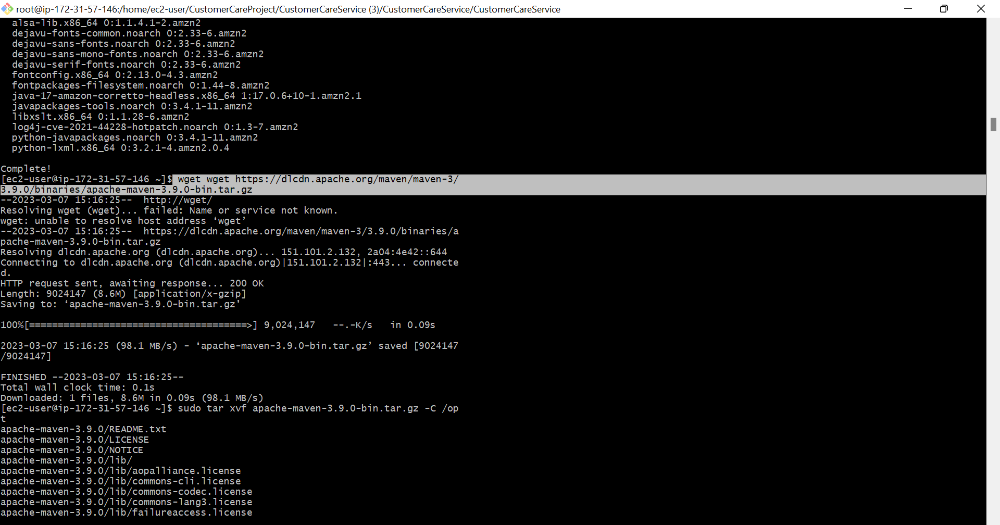 root@ip-172-31-57-146:/home/ec2-user/CustomerCareProject/CustomerCareService (3)/CustomerCareService/CustomerCareService
alsa-lib.x86_64 0:1.1.4.1-2.amzn2
dejavu-fonts-common.noarch 0:2.33-6.amzn2
dejavu-sans-fonts.noarch 0:2.33-6.amzn2
dejavu-sans-mono-fonts.noarch 0:2.33-6.amzn2
dejavu-serif-fonts.noarch 0:2.33-6.amzn2
fontconfig.x86_64 0:2.13.0-4.3.amzn2
fontpackages-filesystem.noarch 0:1.44-8.amzn2
java-17-amazon-corretto-headless.x86_64 1:17.0.6+10-1.amzn2.1
javapackages-tools.noarch 0:3.4.1-11.amzn2
libxslt.x86_64 0:1.1.28-6.amzn2
log4j-cve-2021-44228-hotpatch.noarch 0:1.3-7.amzn2
python-javapackages.noarch 0:3.4.1-11.amzn2
python-lxml.x86_64 0:3.2.1-4.amzn2.0.4
Complete!
[ec2-user@ip-172-31-57-146 ~]$ wget wget https://dlcdn.apache.org/maven/maven-3/
3.9.0/binaries/apache-maven-3.9.0-bin.tar.gz
--2023-03-07 15:16:25--  http://wget/
Resolving wget (wget)... failed: Name or service not known.
wget: unable to resolve host address ‘wget’
--2023-03-07 15:16:25--  https://dlcdn.apache.org/maven/maven-3/3.9.0/binaries/a
pache-maven-3.9.0-bin.tar.gz
Resolving dlcdn.apache.org (dlcdn.apache.org)... 151.101.2.132, 2a04:4e42::644
Connecting to dlcdn.apache.org (dlcdn.apache.org)|151.101.2.132|:443... connecte
d.
HTTP request sent, awaiting response... 200 OK
Length: 9024147 (8.6M) [application/x-gzip]
Saving to: ‘apache-maven-3.9.0-bin.tar.gz’
100%[======================================>] 9,024,147   --.-K/s   in 0.09s
2023-03-07 15:16:25 (98.1 MB/s) - ‘apache-maven-3.9.0-bin.tar.gz’ saved [9024147
/9024147]
FINISHED --2023-03-07 15:16:25--
Total wall clock time: 0.1s
Downloaded: 1 files, 8.6M in 0.09s (98.1 MB/s)
[ec2-user@ip-172-31-57-146 ~]$ sudo tar xvf apache-maven-3.9.0-bin.tar.gz -C /op
t
apache-maven-3.9.0/README.txt
apache-maven-3.9.0/LICENSE
apache-maven-3.9.0/NOTICE
apache-maven-3.9.0/lib/
apache-maven-3.9.0/lib/aopalliance.license
apache-maven-3.9.0/lib/commons-cli.license
apache-maven-3.9.0/lib/commons-codec.license
apache-maven-3.9.0/lib/commons-lang3.license
apache-maven-3.9.0/lib/failureaccess.license